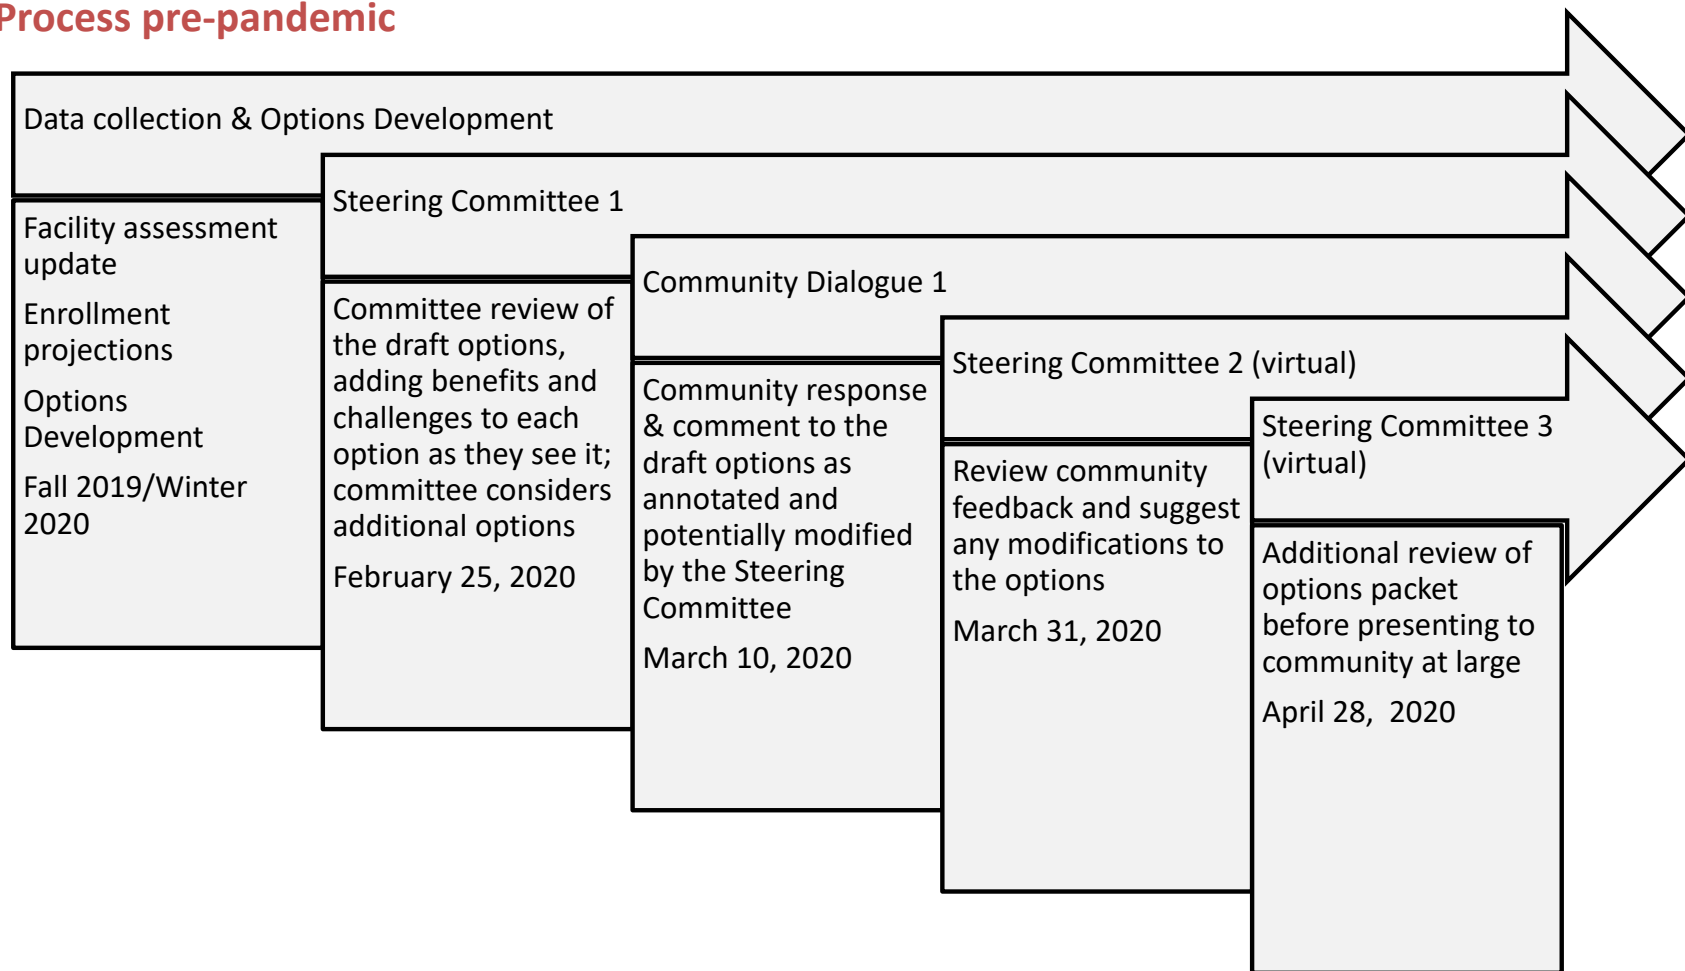 Process pre-pandemic
Data collection & Options Development
Facility assessment
update
Enrollment
projections
Options
Development
Fall 2019/Winter
2020
Steering Committee 1
Committee review of
the draft options,
adding benefits and
challenges to each
option as they see it;
committee considers
additional options
February 25, 2020
Community Dialogue 1
Community response
& comment to the
draft options as
annotated and
potentially modified
by the Steering
Committee
March 10, 2020
Steering Committee 2 (virtual)
Review community
feedback and suggest
any modifications to
the options
March 31, 2020
Steering Committee 3
(virtual)
Additional review of
options packet
before presenting to
community at large
April 28,  2020